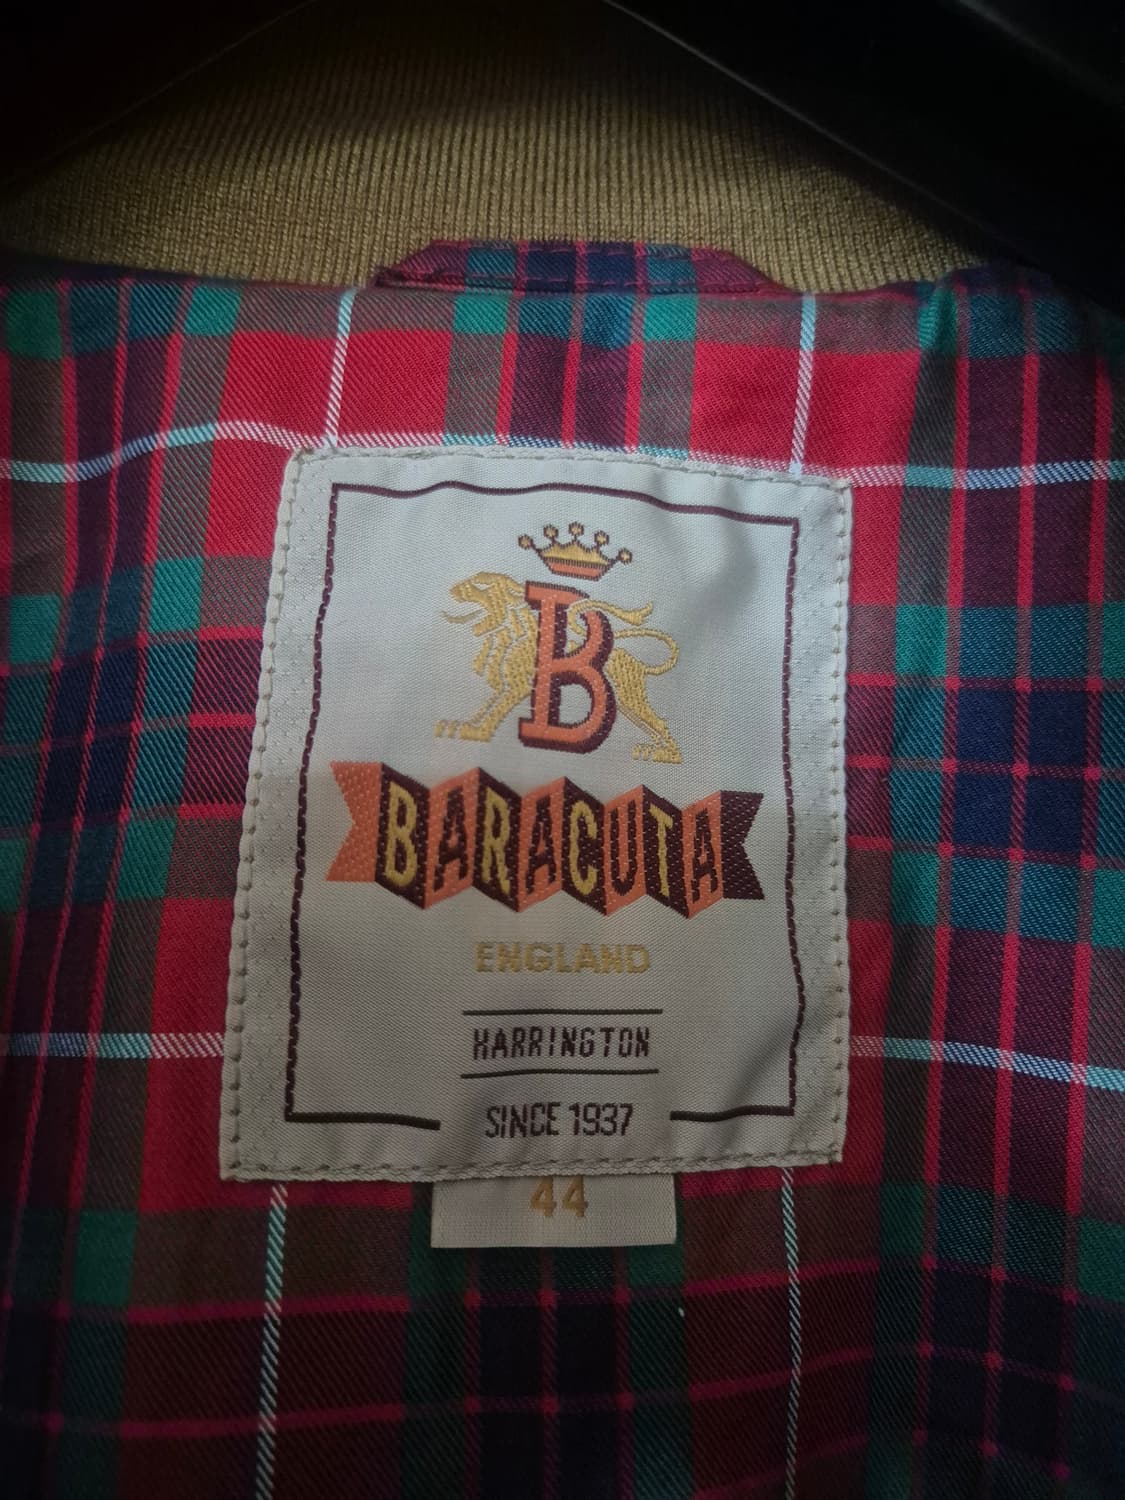 B
BARACUTA
ENGLAND
HARRINGTON
SINCE 1937
44